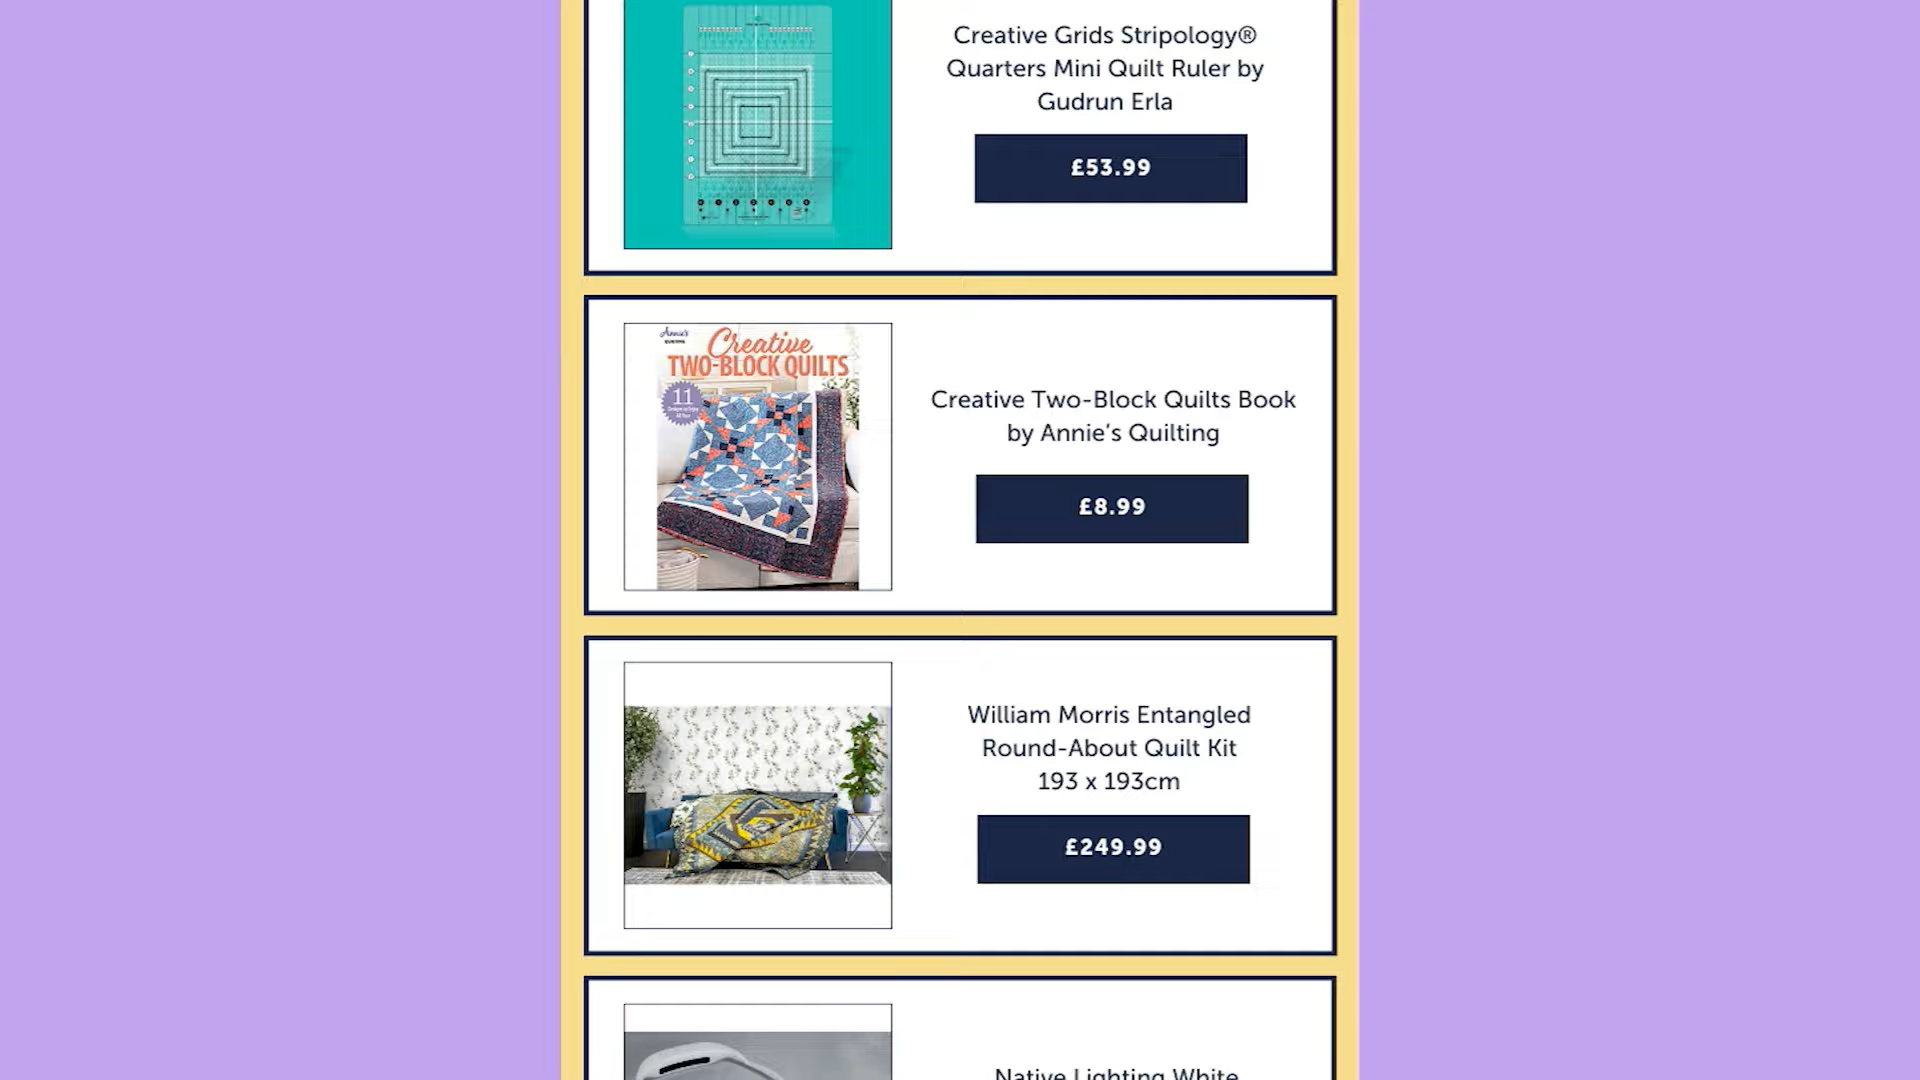 Creative Grids Stripology®
Quarters Mini Quilt Ruler by
Gudrun Erla
£53.99
Annie's
QUILTING
Creative
TWO-BLOCK QUILTS
11
Creative Two-Block Quilts Book
by Annie’s Quilting
£8.99
William Morris Entangled
Round-About Quilt Kit
193 x 193cm
£249.99
Native Lighting White